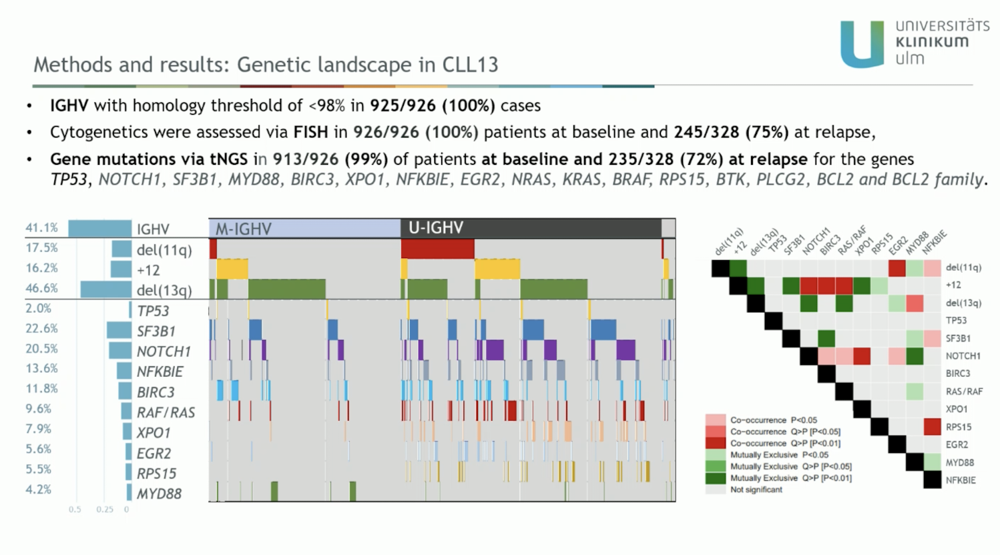 UNIVERSITÄTS
KLINIKUM
ulm
Methods and results: Genetic landscape in CLL13
• IGHV with homology threshold of <98% in 925/926 (100%) cases
• Cytogenetics were assessed via FISH in 926/926 (100%) patients at baseline and 245/328 (75%) at relapse,
• Gene mutations via tNGS in 913/926 (99%) of patients at baseline and 235/328 (72%) at relapse for the genes
TP53, NOTCH1, SF3B1, MYD88, BIRC3, XPO1, NFKBIE, EGR2, NRAS, KRAS, BRAF, RPS15, BTK, PLCG2, BCL2 and BCL2 family.
41.1% IGHV M-IGHV U-IGHV
17.5% del(11q)
16.2% +12
46.6% del(13q)
2.0% TP53
22.6% SF3B1
20.5% NOTCH1
13.6% NFKBIE
11.8% BIRC3
9.6% RAF/RAS
7.9% XPO1
5.6% EGR2
5.5% RPS15
4.2% MYD88
0.5 0.25 0
del(11q) +12 del(13q) TP53 SF3B1 NOTCH1 BIRC3 RAS/RAF XPO1 RPS15 EGR2 MYD88 NFKBIE
del(11q)
+12
del(13q)
TP53
SF3B1
NOTCH1
BIRC3
RAS/RAF
XPO1
RPS15
EGR2
MYD88
NFKBIE
Co-occurrence P<0.05
Co-occurrence Q>P [P<0.05]
Co-occurrence Q>P [P<0.01]
Mutually Exclusive P<0.05
Mutually Exclusive Q>P [P<0.05]
Mutually Exclusive Q>P [P<0.01]
Not significant